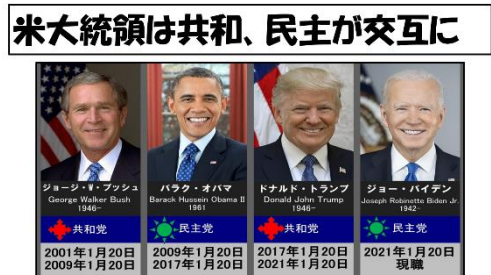 米大統領は共和、民主が交互に
ジョージ・W・ブッシュ
George Walker Bush
1946-
共和党
2001年1月20日
2009年1月20日
バラク・オバマ
Barack Hussein Obama II
1961
民主党
2009年1月20日
2017年1月20日
ドナルド・トランプ
Donald John Trump
1946-
共和党
2017年1月20日
2021年1月20日
ジョー・バイデン
Joseph Robinette Biden Jr.
1942-
民主党
2021年1月20日
現職